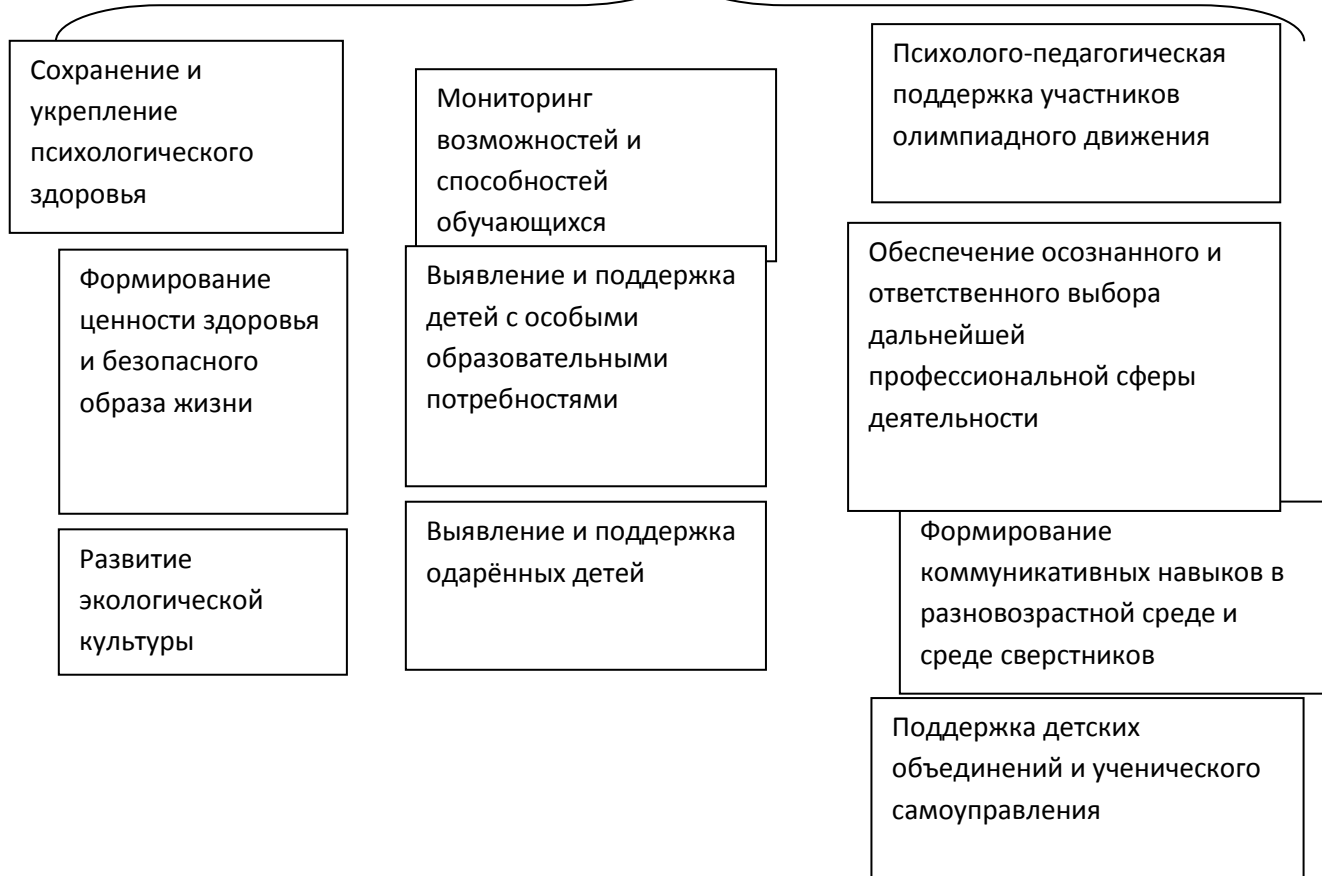 Сохранение и
укрепление
психологического
здоровья
Формирование
ценности здоровья
и безопасного
образа жизни
Развитие
экологической
культуры
Мониторинг
возможностей и
способностей
обучающихся
Выявление и поддержка
детей с особыми
образовательными
потребностями
Выявление и поддержка
одарённых детей
Психолого-педагогическая
поддержка участников
олимпиадного движения
Обеспечение осознанного и
ответственного выбора
дальнейшей
профессиональной сферы
деятельности
Формирование
коммуникативных навыков в
разновозрастной среде и
среде сверстников
Поддержка детских
объединений и ученического
самоуправления